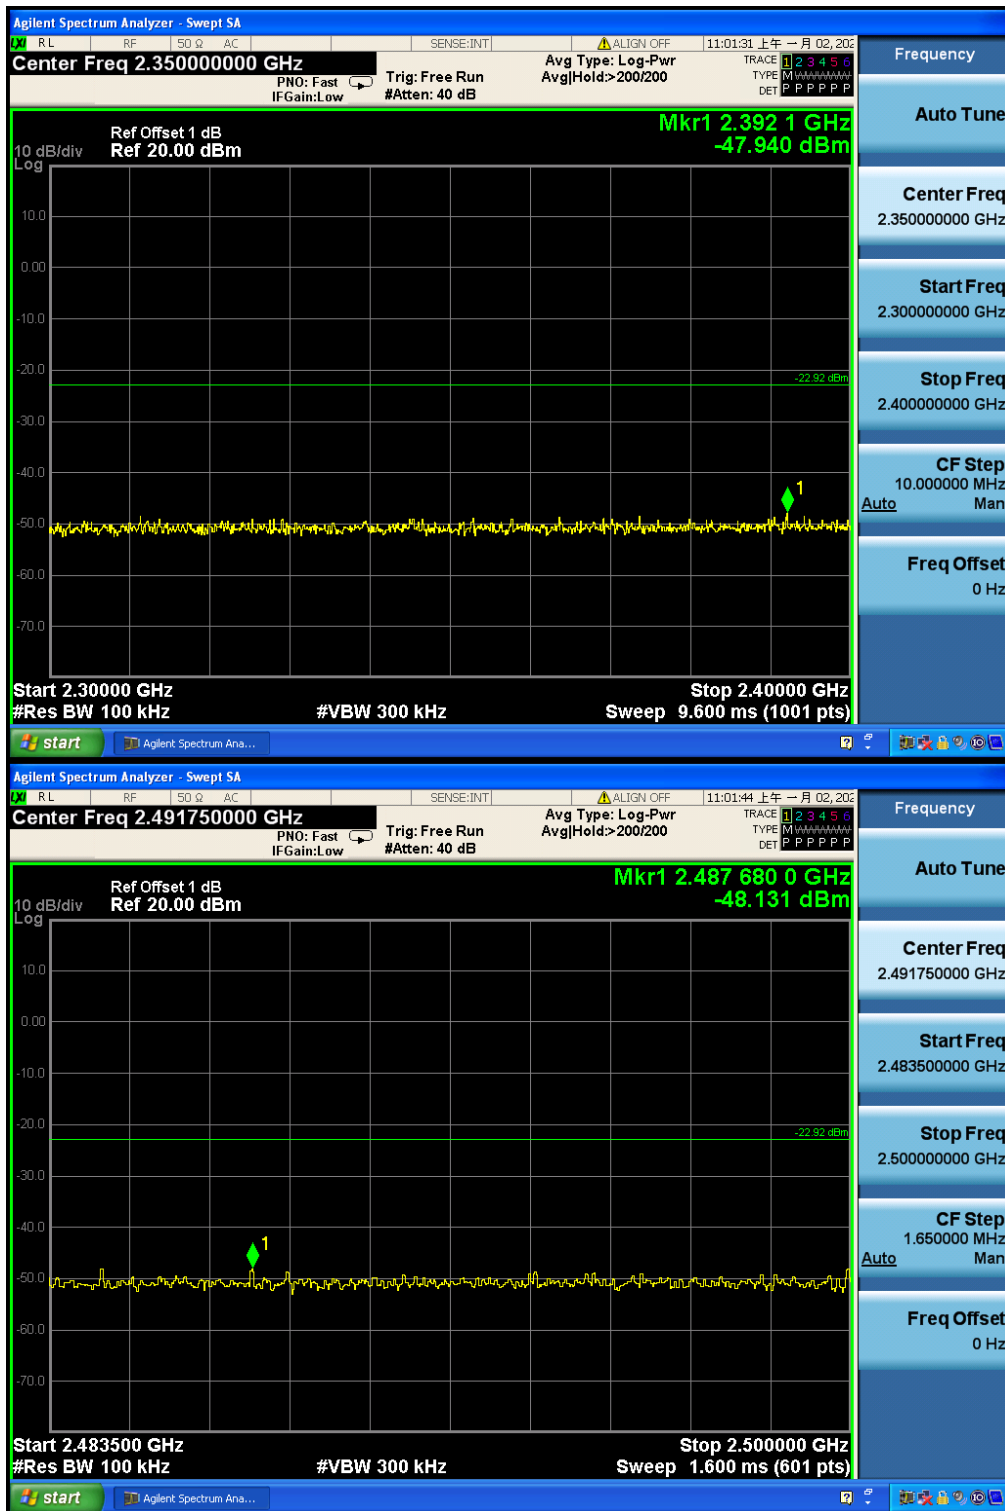 Agilent Spectrum Analyzer - Swept SA
LXI RL RF 50 Ω AC SENSE:INT ALIGN OFF 11:01:31 上午 一月 02, 202
Center Freq 2.350000000 GHz
PNO: Fast
IFGain:Low
Trig: Free Run
#Atten: 40 dB
Avg Type: Log-Pwr
Avg|Hold:>200/200
TRACE 1 2 3 4 5 6
TYPE M
DET P P P P P P
Ref Offset 1 dB
10 dB/div Ref 20.00 dBm
Log
Mkr1 2.392 1 GHz
-47.940 dBm
10.0
0.00
-10.0
-20.0
-22.92 dBm
-30.0
-40.0
1
-50.0
-60.0
-70.0
Start 2.30000 GHz
Stop 2.40000 GHz
#Res BW 100 kHz
#VBW 300 kHz
Sweep 9.600 ms (1001 pts)
Frequency
Auto Tune
Center Freq
2.350000000 GHz
Start Freq
2.300000000 GHz
Stop Freq
2.400000000 GHz
CF Step
10.000000 MHz
Auto Man
Freq Offset
0 Hz
start
Agilent Spectrum Ana...
Agilent Spectrum Analyzer - Swept SA
LXI RL RF 50 Ω AC SENSE:INT ALIGN OFF 11:01:44 上午 一月 02, 202
Center Freq 2.491750000 GHz
PNO: Fast
IFGain:Low
Trig: Free Run
#Atten: 40 dB
Avg Type: Log-Pwr
Avg|Hold:>200/200
TRACE 1 2 3 4 5 6
TYPE M
DET P P P P P P
Ref Offset 1 dB
10 dB/div Ref 20.00 dBm
Log
Mkr1 2.487 680 0 GHz
-48.131 dBm
10.0
0.00
-10.0
-20.0
-22.92 dBm
-30.0
-40.0
1
-50.0
-60.0
-70.0
Start 2.483500 GHz
Stop 2.500000 GHz
#Res BW 100 kHz
#VBW 300 kHz
Sweep 1.600 ms (601 pts)
Frequency
Auto Tune
Center Freq
2.491750000 GHz
Start Freq
2.483500000 GHz
Stop Freq
2.500000000 GHz
CF Step
1.650000 MHz
Auto Man
Freq Offset
0 Hz
start
Agilent Spectrum Ana...